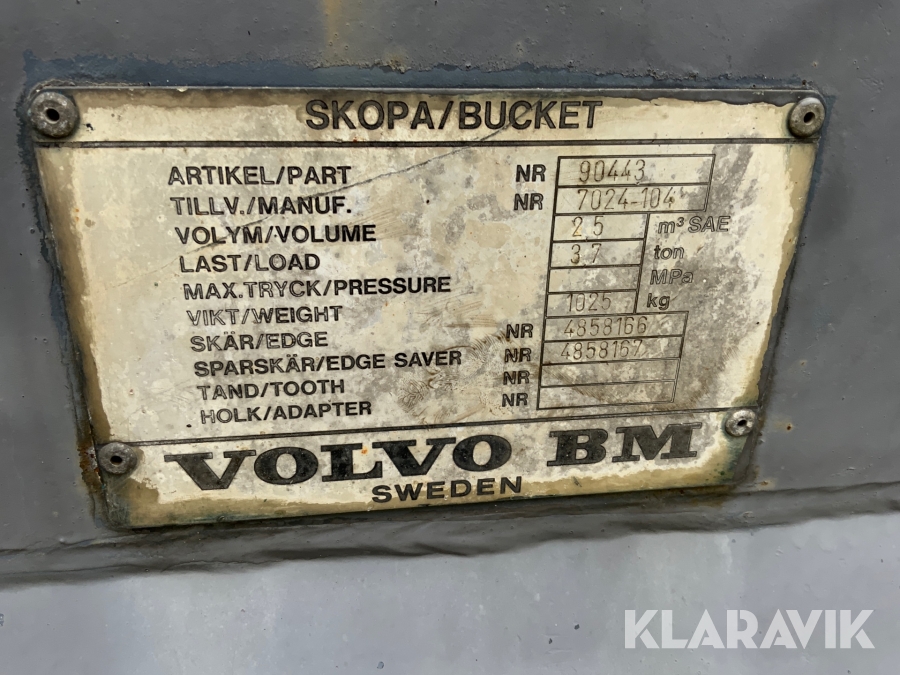 SKOPA/BUCKET
ARTIKEL/PART NR 90443
TILLV./MANUF. NR 7024-104
VOLYM/VOLUME 2.5 m³ SAE
LAST/LOAD 3.7 ton
MAX.TRYCK/PRESSURE MPa
VIKT/WEIGHT 1025 kg
SKÄR/EDGE NR 4858166
SPARSKÄR/EDGE SAVER NR 4858167
TAND/TOOTH NR
HOLK/ADAPTER NR
VOLVO BM
SWEDEN
KLARAVIK